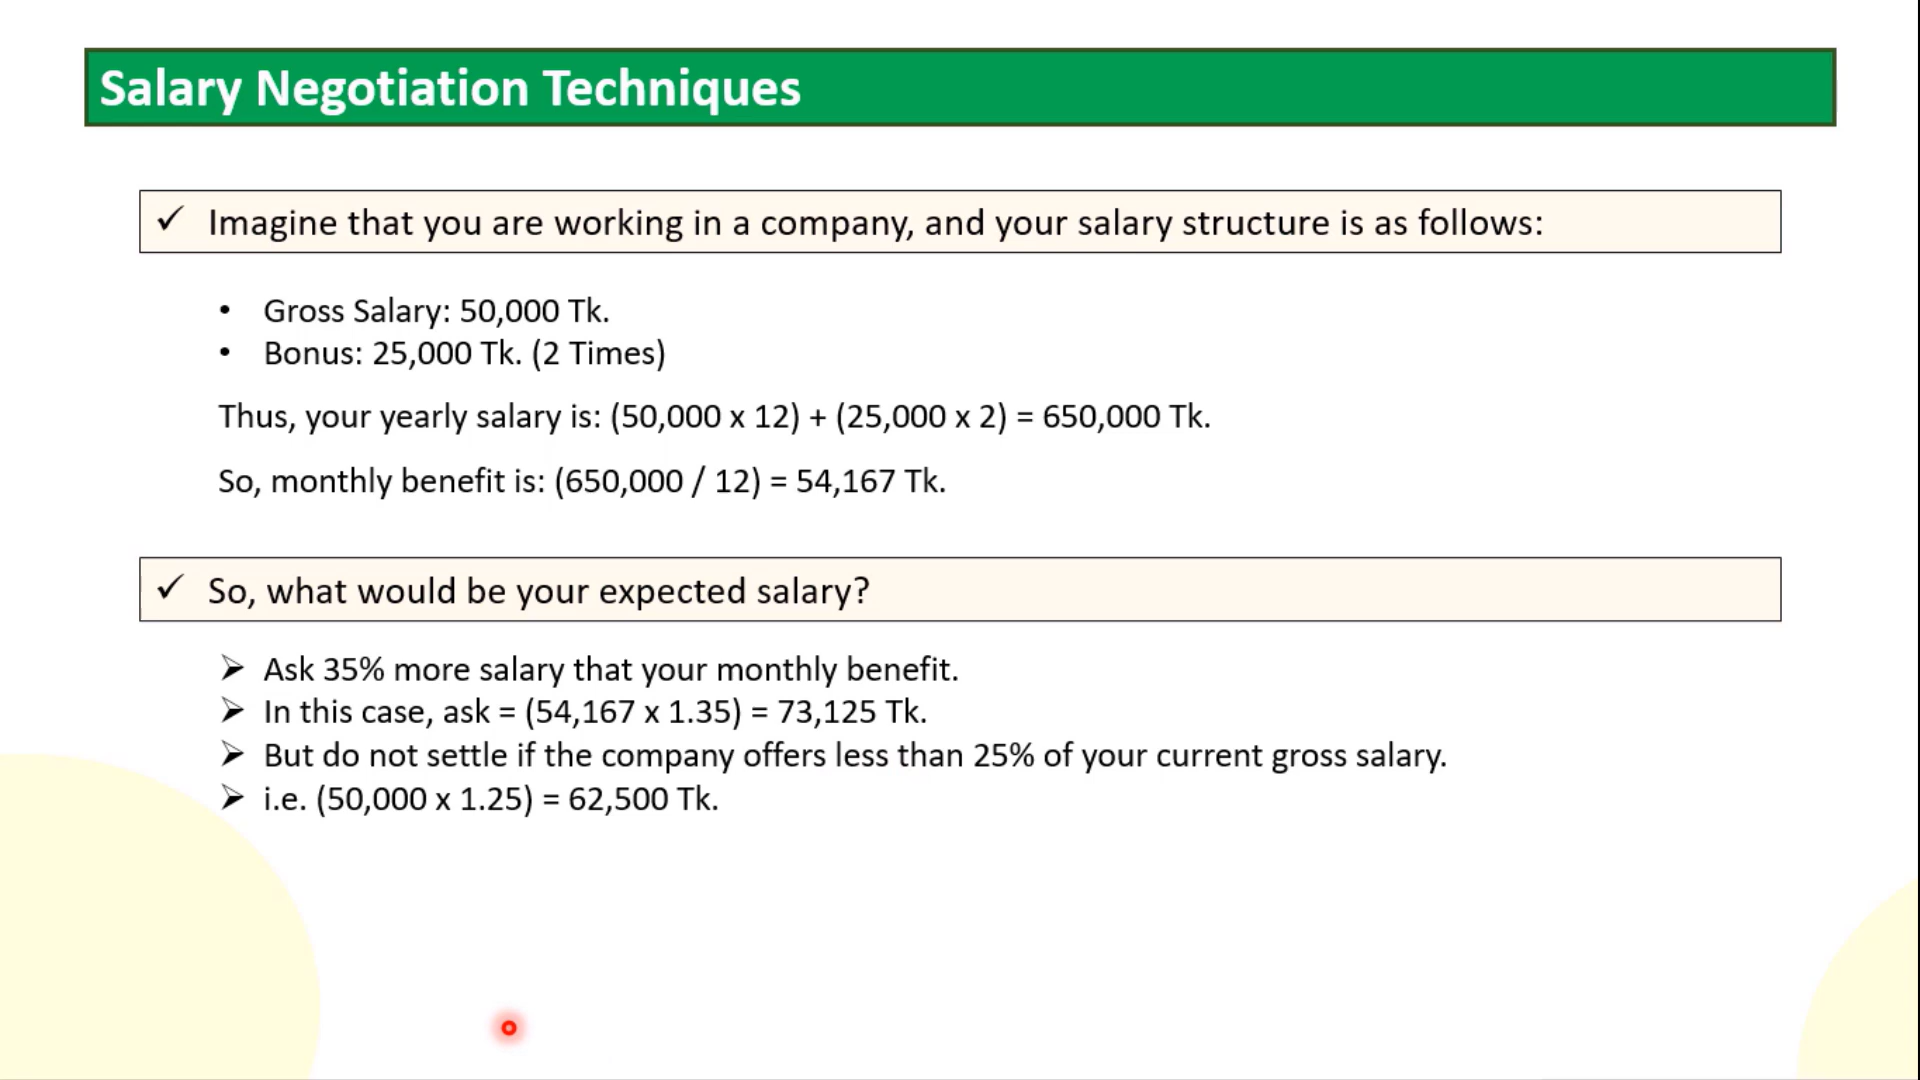 Salary Negotiation Techniques
✓ Imagine that you are working in a company, and your salary structure is as follows:
• Gross Salary: 50,000 Tk.
• Bonus: 25,000 Tk. (2 Times)
Thus, your yearly salary is: (50,000 x 12) + (25,000 x 2) = 650,000 Tk.
So, monthly benefit is: (650,000 / 12) = 54,167 Tk.
✓ So, what would be your expected salary?
➢ Ask 35% more salary that your monthly benefit.
➢ In this case, ask = (54,167 x 1.35) = 73,125 Tk.
➢ But do not settle if the company offers less than 25% of your current gross salary.
➢ i.e. (50,000 x 1.25) = 62,500 Tk.